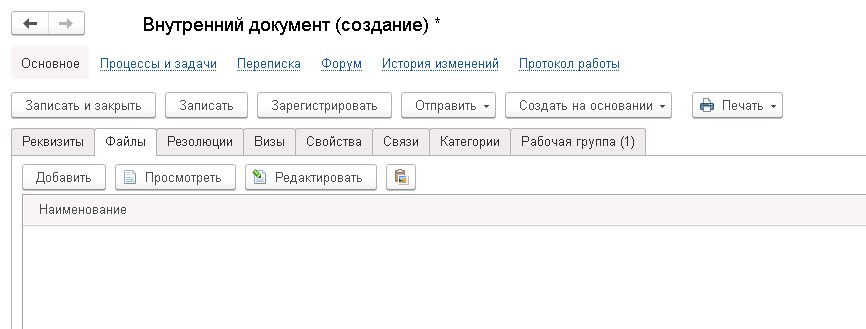 Внутренний документ (создание) *
Основное Процессы и задачи Переписка Форум История изменений Протокол работы
Записать и закрыть Записать Зарегистрировать Отправить Создать на основании Печать
Реквизиты Файлы Резолюции Визы Свойства Связи Категории Рабочая группа (1)
Добавить Просмотреть Редактировать
Наименование